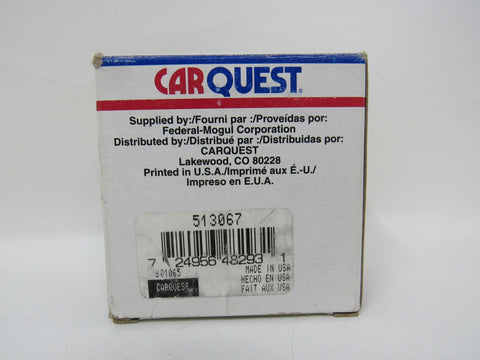 CARQUEST®
Supplied by:/Fourni par :/Proveídas por:
Federal-Mogul Corporation
Distributed by:/Distribué par :/Distribuidas por:
CARQUEST
Lakewood, CO 80228
Printed in U.S.A./Imprimé aux É.-U./
Impreso en E.U.A.
513067
7 24956 48293 1
801065
MADE IN USA
HECHO EN USA
CARQUEST
FAIT AUX USA